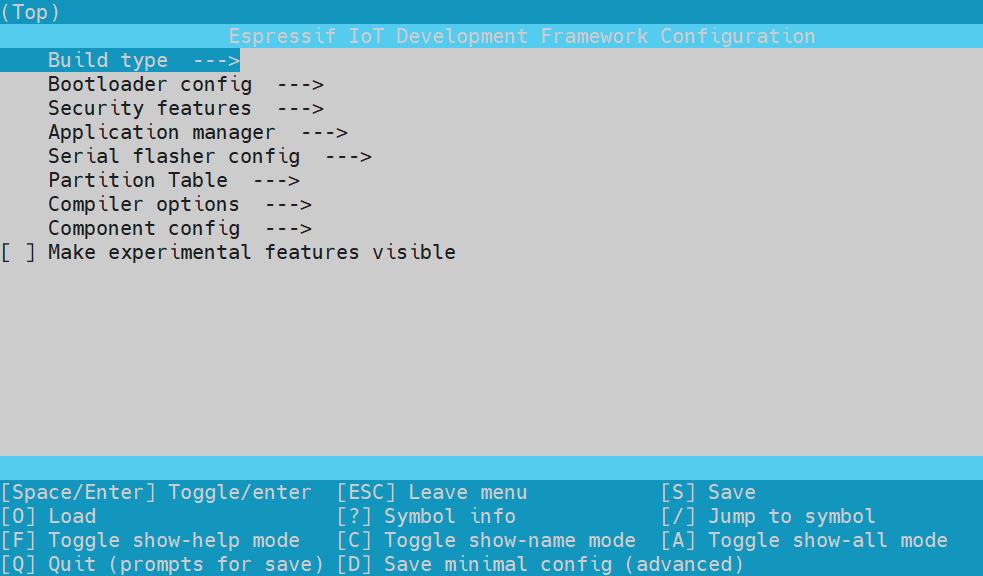 (Top)
Espressif IoT Development Framework Configuration
Build type  --->
Bootloader config  --->
Security features  --->
Application manager  --->
Serial flasher config  --->
Partition Table  --->
Compiler options  --->
Component config  --->
[ ] Make experimental features visible
[Space/Enter] Toggle/enter  [ESC] Leave menu           [S] Save
[O] Load                    [?] Symbol info            [/] Jump to symbol
[F] Toggle show-help mode   [C] Toggle show-name mode  [A] Toggle show-all mode
[Q] Quit (prompts for save) [D] Save minimal config (advanced)